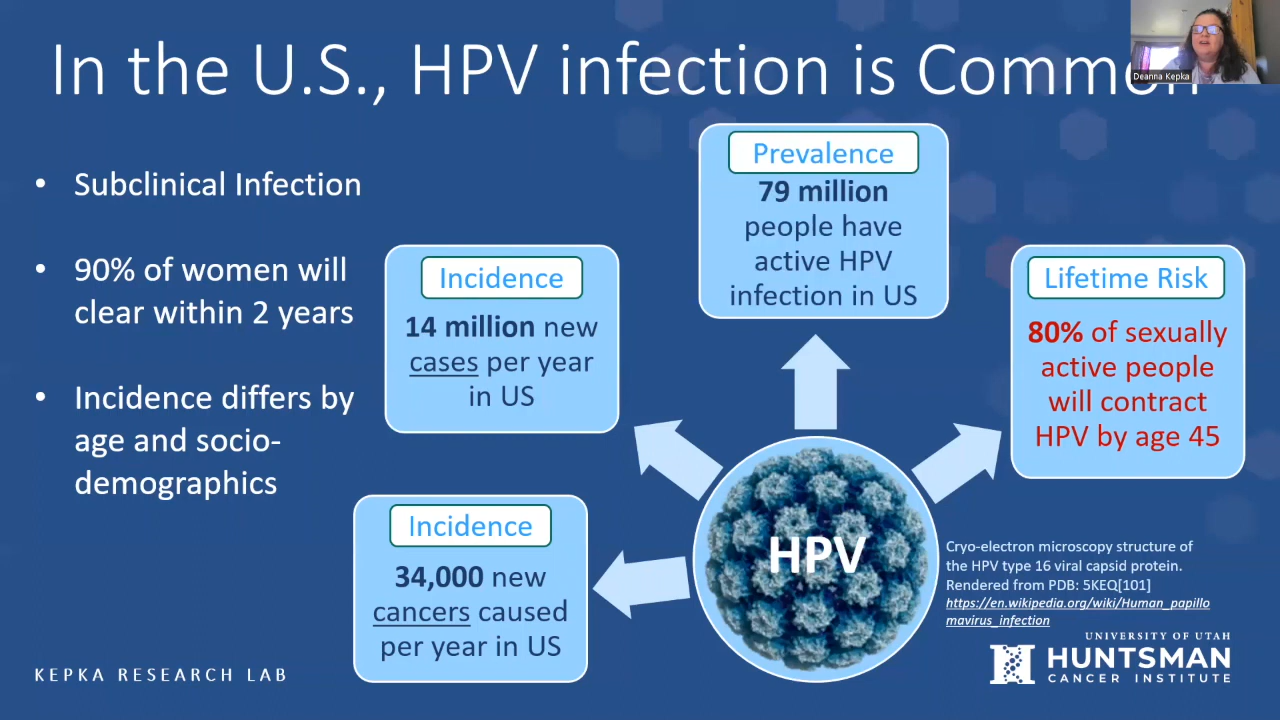 In the U.S., HPV infection is Common
Deanna Kepka
• Subclinical Infection
• 90% of women will
clear within 2 years
• Incidence differs by
age and socio-
demographics
Incidence
14 million new
cases per year
in US
Prevalence
79 million
people have
active HPV
infection in US
Lifetime Risk
80% of sexually
active people
will contract
HPV by age 45
Incidence
34,000 new
cancers caused
per year in US
HPV
Cryo-electron microscopy structure of
the HPV type 16 viral capsid protein.
Rendered from PDB: 5KEQ[101]
https://en.wikipedia.org/wiki/Human_papillo
mavirus_infection
KEPKA RESEARCH LAB
UNIVERSITY OF UTAH
HUNTSMAN
CANCER INSTITUTE